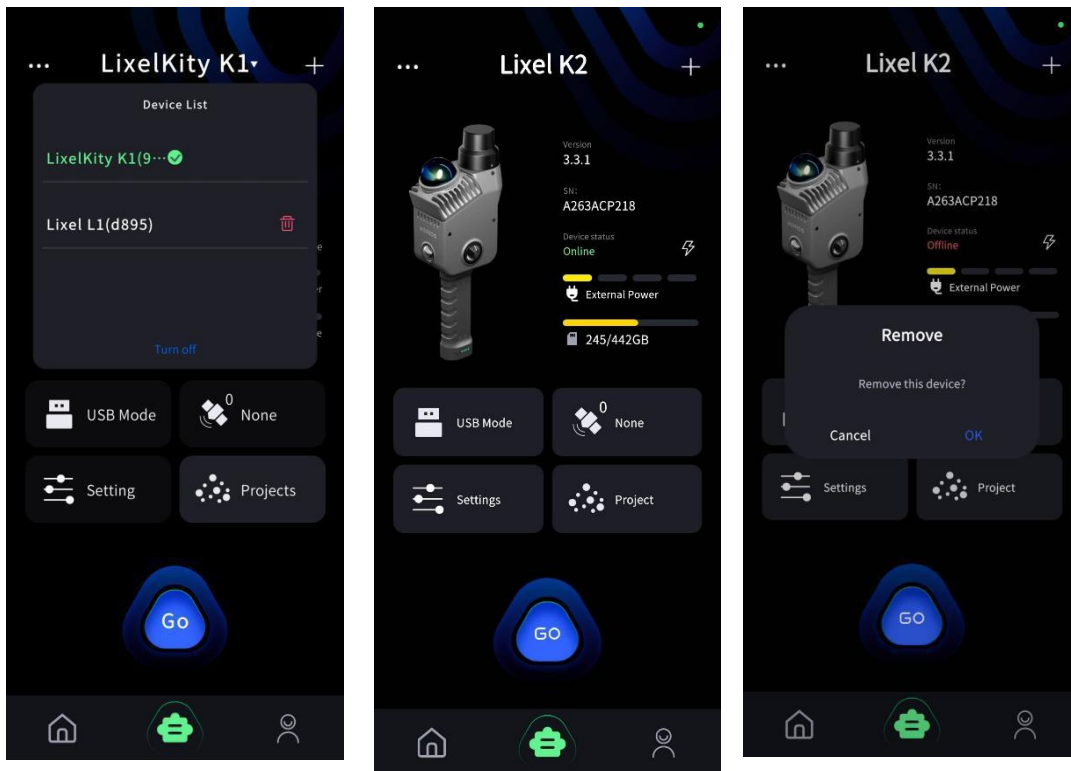 LixelKity K1
Device List
LixelKity K1(9···
Lixel L1(d895)
Turn off
USB Mode
0
None
Setting
Projects
Go
Lixel K2
Version
3.3.1
SN:
A263ACP218
Device status
Online
External Power
245/442GB
USB Mode
0
None
Settings
Project
GO
Lixel K2
Version
3.3.1
SN:
A263ACP218
Device status
Offline
External Power
Remove
Remove this device?
Cancel
OK
Settings
Project
GO